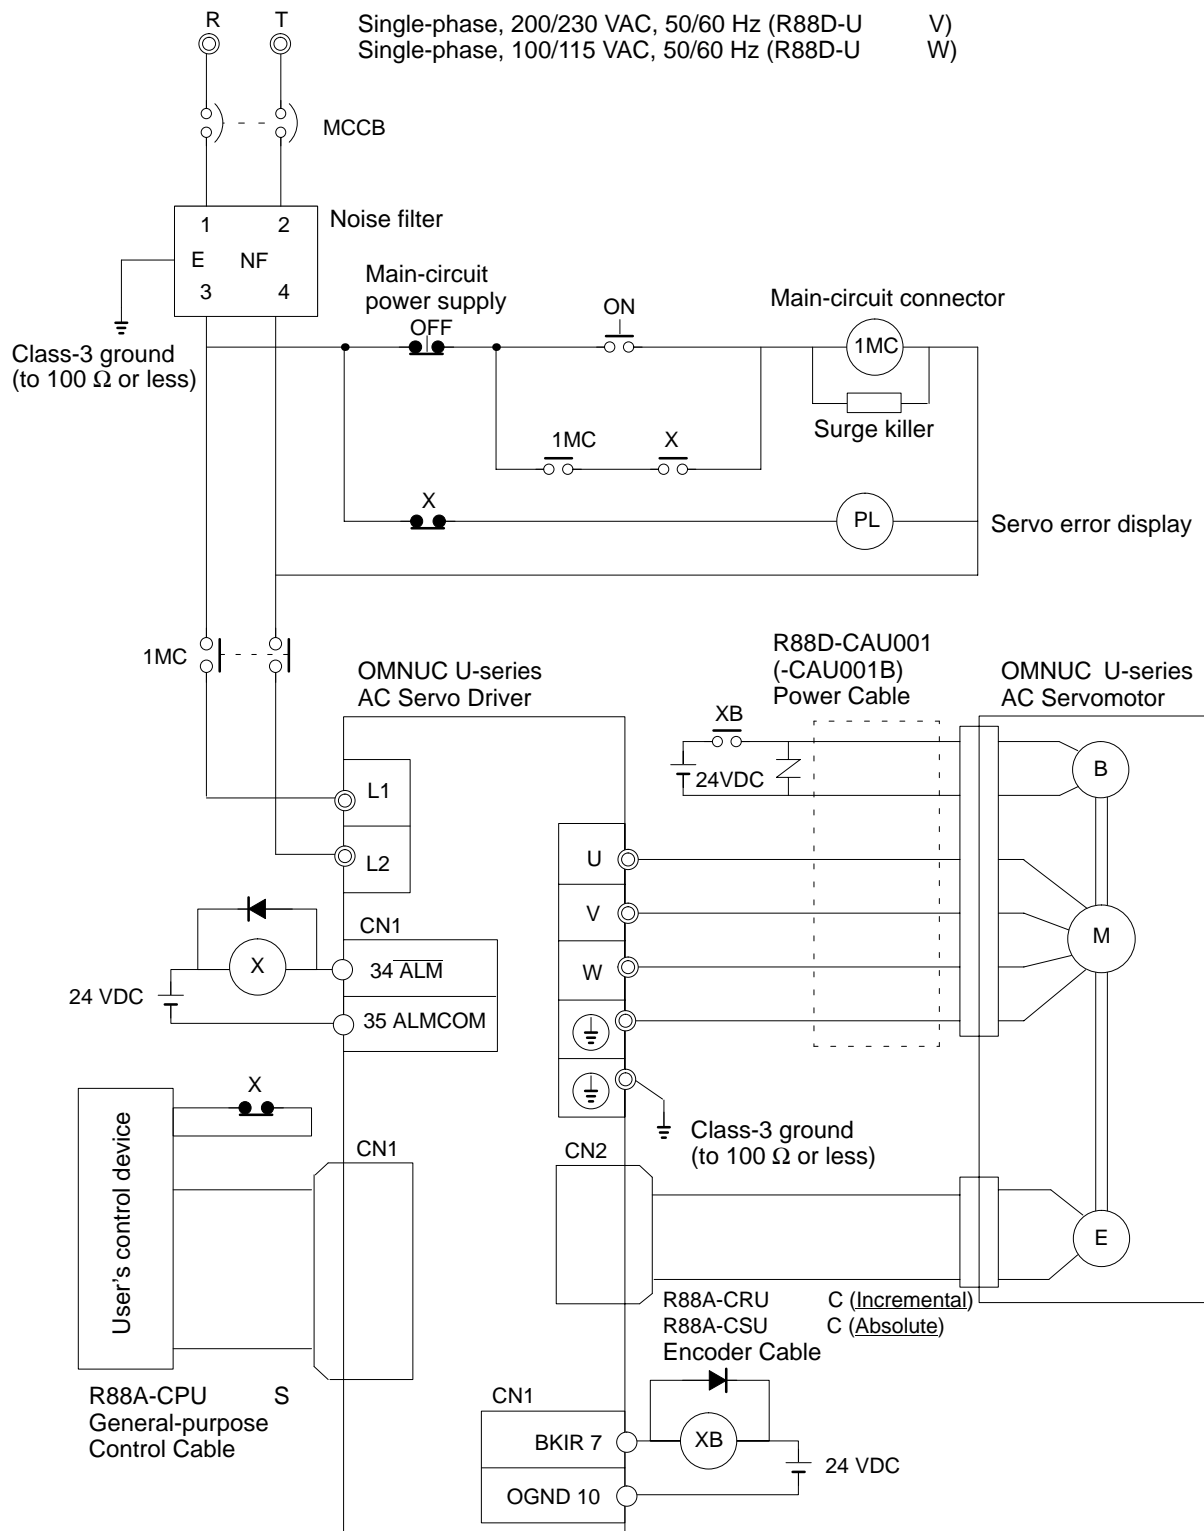 R
T
Single-phase, 200/230 VAC, 50/60 Hz (R88D-U V)
Single-phase, 100/115 VAC, 50/60 Hz (R88D-U W)
MCCB
1 2
Noise filter
E NF
3 4
Class-3 ground
(to 100 Ω or less)
Main-circuit
power supply
OFF
ON
Main-circuit connector
1MC
Surge killer
1MC
X
X
PL
Servo error display
1MC
OMNUC U-series
AC Servo Driver
R88D-CAU001
(-CAU001B)
Power Cable
OMNUC U-series
AC Servomotor
XB
24VDC
B
L1
L2
U
V
W
M
CN1
X
34 ALM
24 VDC
35 ALMCOM
X
User's control device
CN1
Class-3 ground
(to 100 Ω or less)
CN2
E
R88A-CRU C (Incremental)
R88A-CSU C (Absolute)
Encoder Cable
R88A-CPU S
General-purpose
Control Cable
CN1
BKIR 7
XB
24 VDC
OGND 10